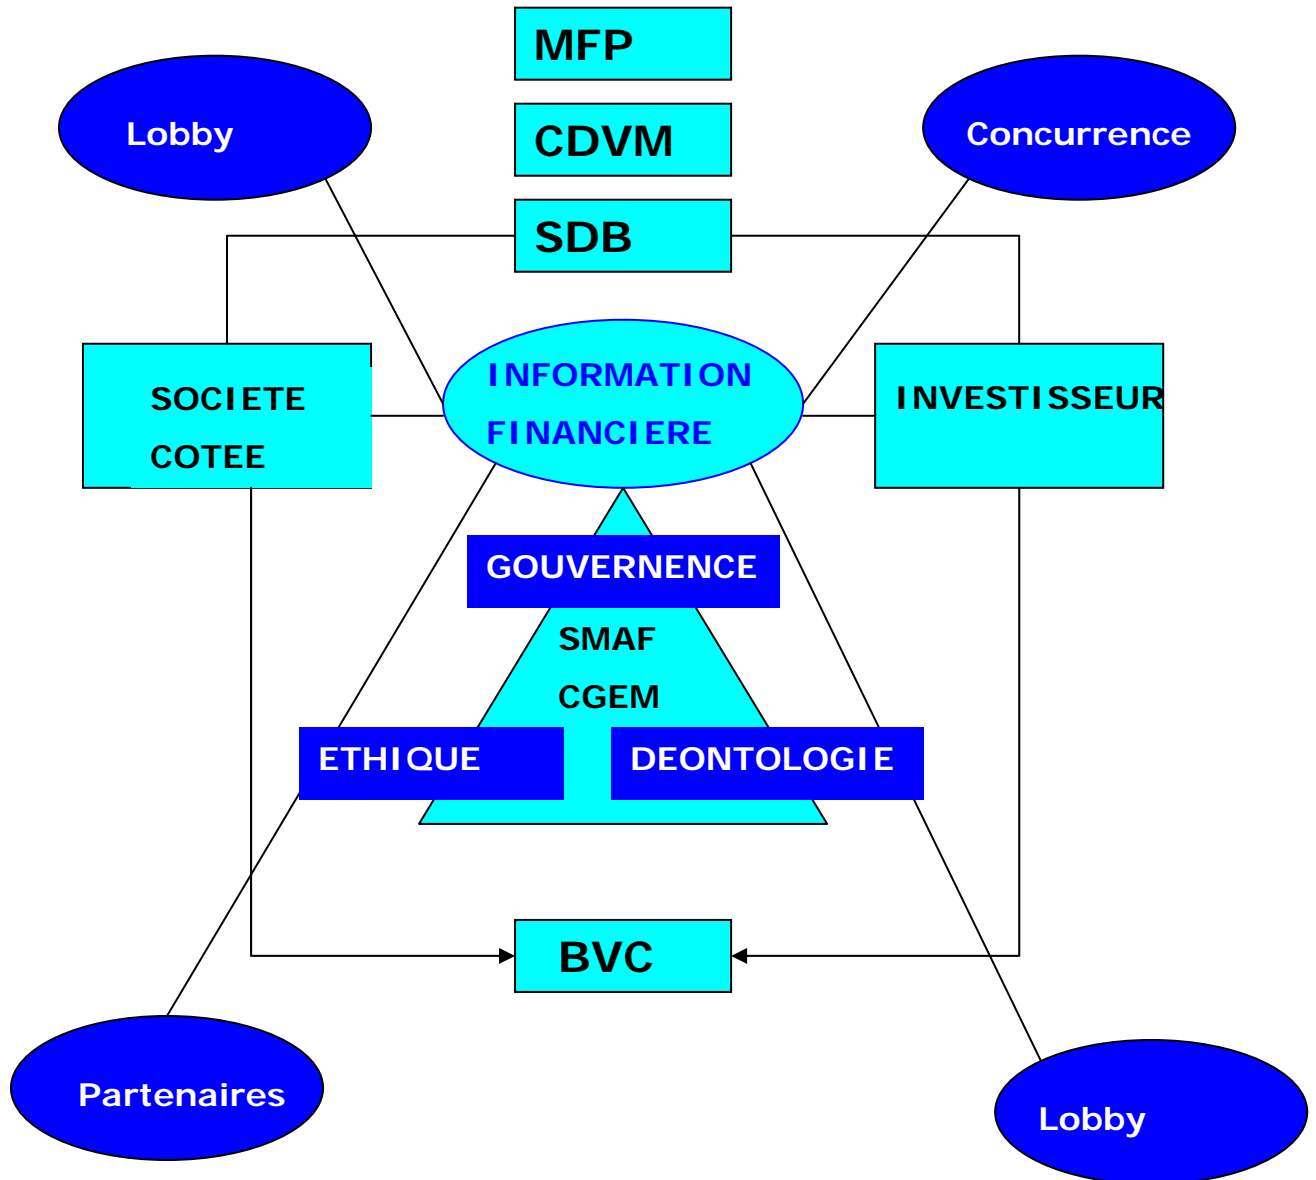 MFP
Lobby
CDVM
Concurrence
SDB
SOCIETE
COTEE
INFORMATION
FINANCIERE
INVESTISSEUR
GOUVERNENCE
SMAF
CGEM
ETHIQUE
DEONTOLOGIE
BVC
Partenaires
Lobby